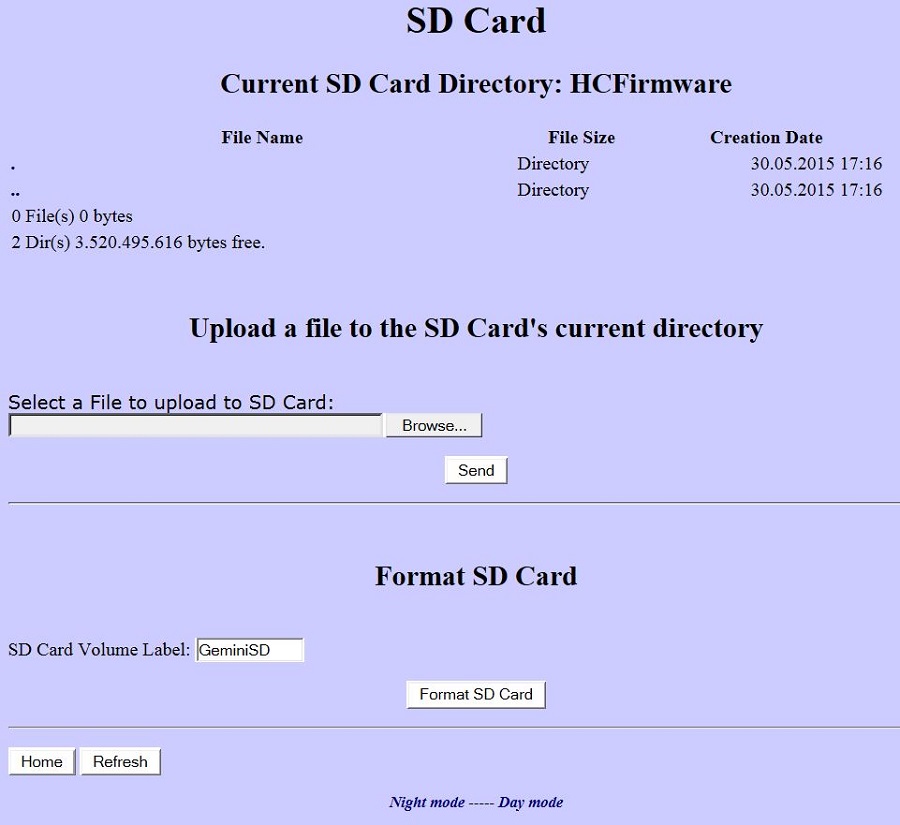 SD Card
Current SD Card Directory: HCFirmware
File Name File Size Creation Date
. Directory 30.05.2015 17:16
.. Directory 30.05.2015 17:16
0 File(s) 0 bytes
2 Dir(s) 3.520.495.616 bytes free.
Upload a file to the SD Card's current directory
Select a File to upload to SD Card:
Browse...
Send
Format SD Card
SD Card Volume Label: GeminiSD
Format SD Card
Home Refresh
Night mode ----- Day mode